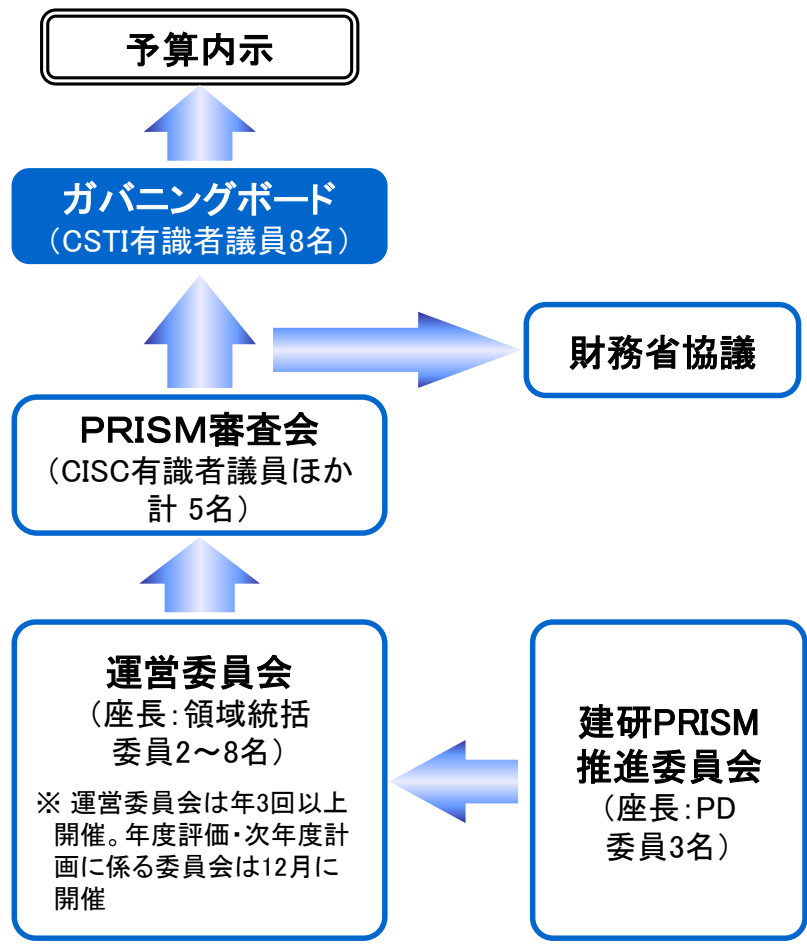 予算内示
ガバニングボード
（CSTI有識者議員8名）
財務省協議
PRISM審査会
（CISC有識者議員ほか
計 5名）
運営委員会
（座長：領域統括
委員2～8名）
※ 運営委員会は年3回以上
開催。年度評価・次年度計
画に係る委員会は12月に
開催
建研PRISM
推進委員会
（座長：PD
委員3名）